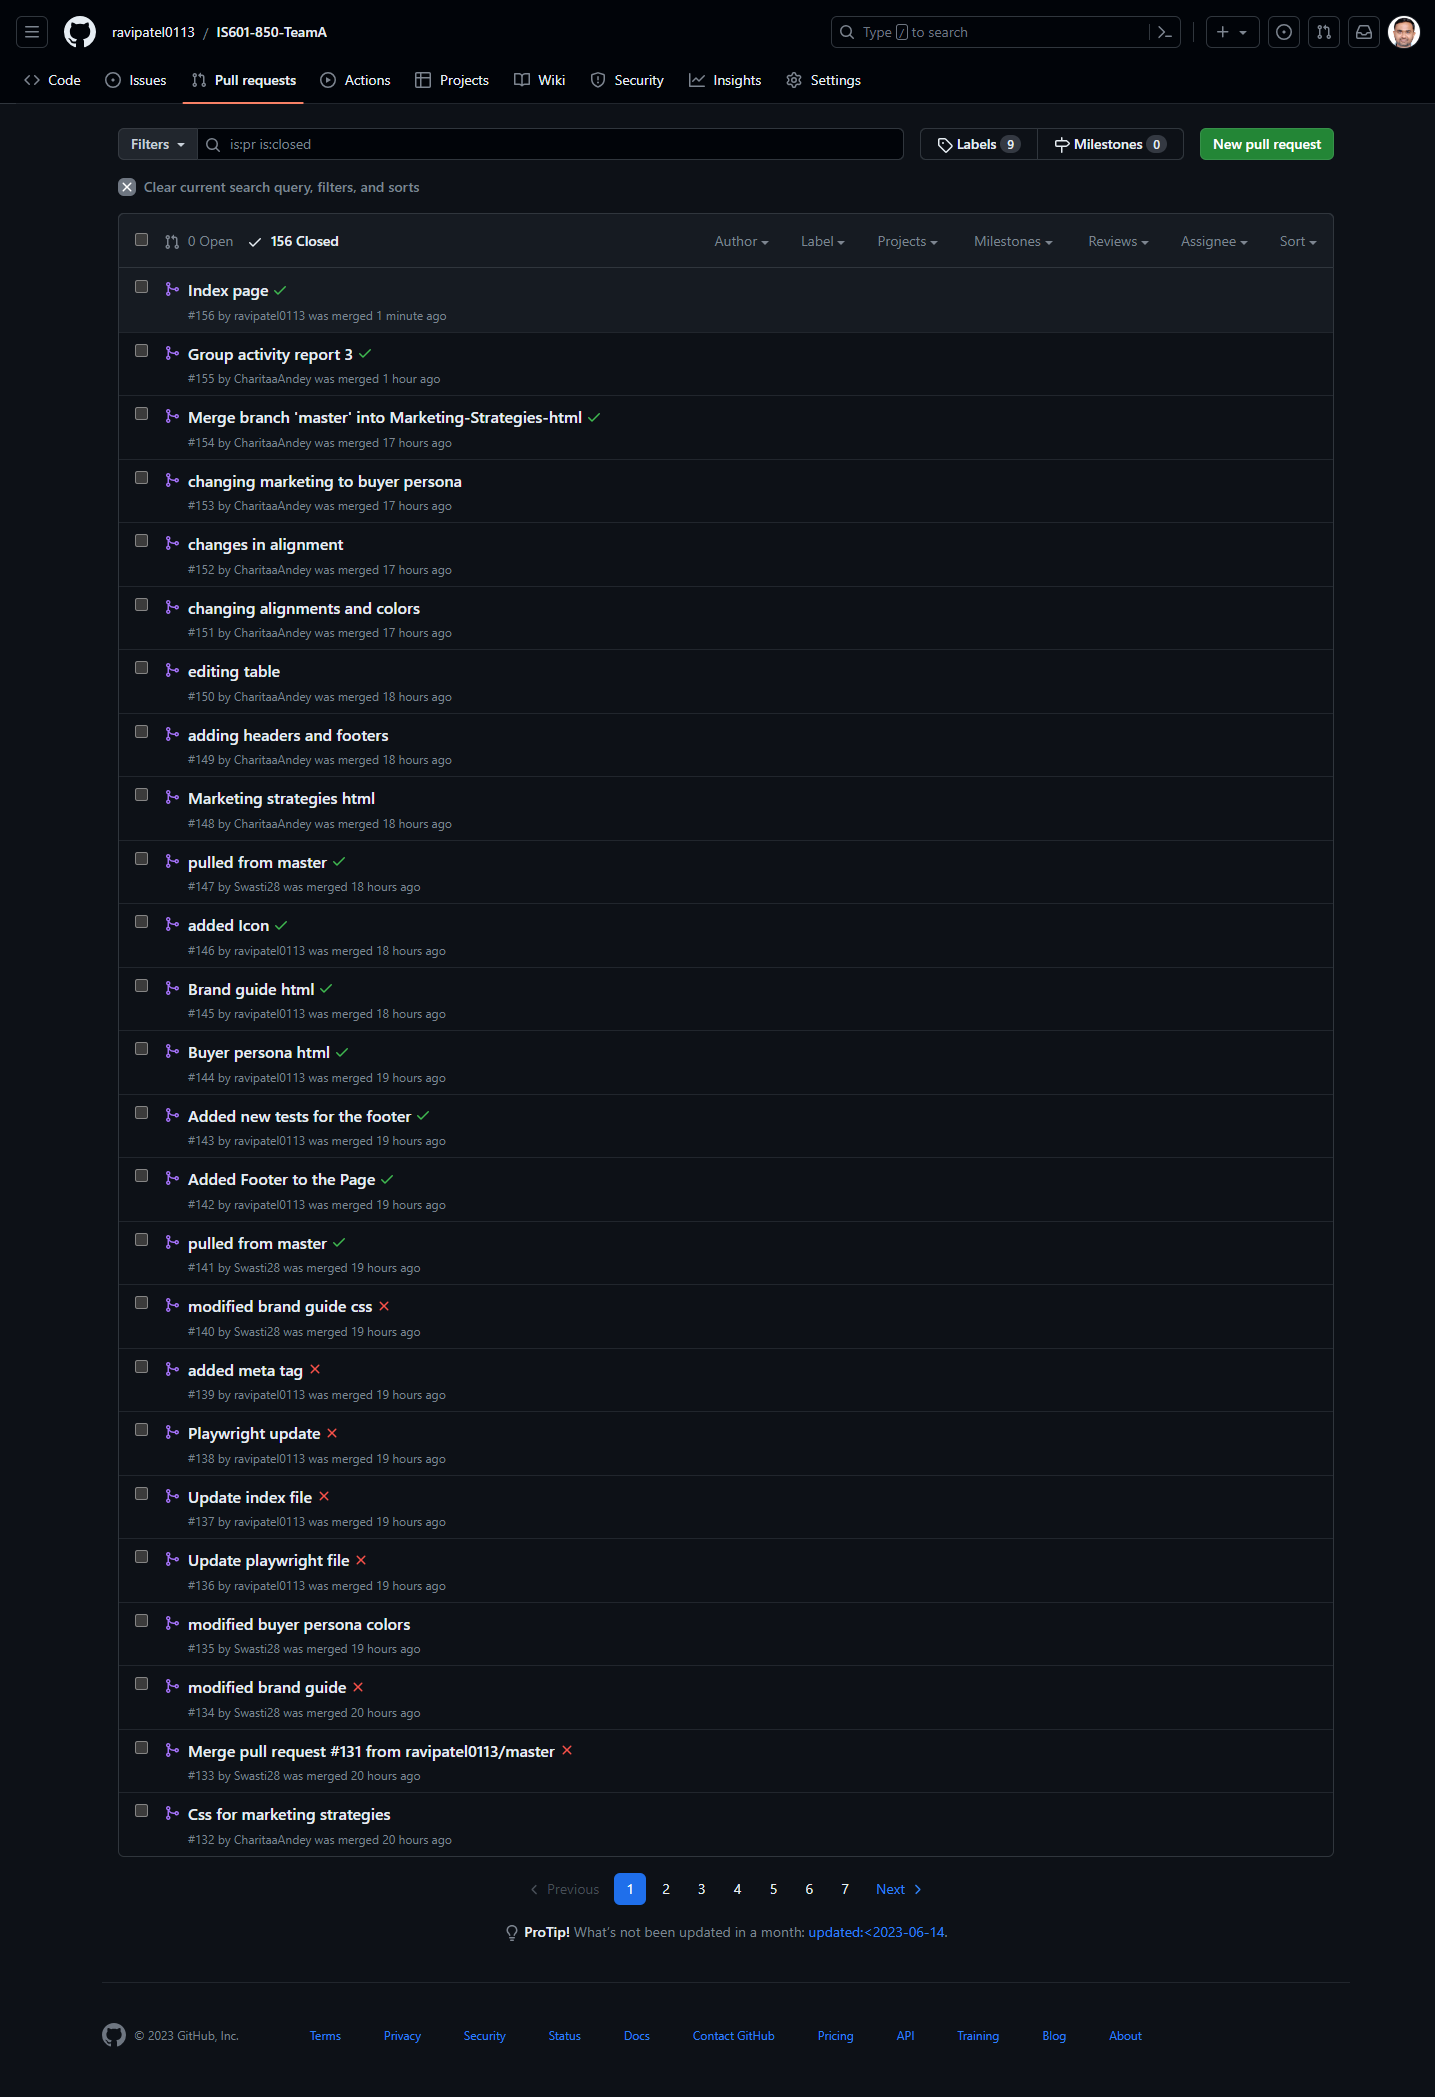 ravipatel0113 / IS601-850-TeamA
Type / to search
Code Issues Pull requests Actions Projects Wiki Security Insights Settings
Filters is:pr is:closed Labels 9 Milestones 0 New pull request
Clear current search query, filters, and sorts
0 Open 156 Closed Author Label Projects Milestones Reviews Assignee Sort
Index page
#156 by ravipatel0113 was merged 1 minute ago
Group activity report 3
#155 by CharitaaAndey was merged 1 hour ago
Merge branch 'master' into Marketing-Strategies-html
#154 by CharitaaAndey was merged 17 hours ago
changing marketing to buyer persona
#153 by CharitaaAndey was merged 17 hours ago
changes in alignment
#152 by CharitaaAndey was merged 17 hours ago
changing alignments and colors
#151 by CharitaaAndey was merged 17 hours ago
editing table
#150 by CharitaaAndey was merged 18 hours ago
adding headers and footers
#149 by CharitaaAndey was merged 18 hours ago
Marketing strategies html
#148 by CharitaaAndey was merged 18 hours ago
pulled from master
#147 by Swasti28 was merged 18 hours ago
added Icon
#146 by ravipatel0113 was merged 18 hours ago
Brand guide html
#145 by ravipatel0113 was merged 18 hours ago
Buyer persona html
#144 by ravipatel0113 was merged 19 hours ago
Added new tests for the footer
#143 by ravipatel0113 was merged 19 hours ago
Added Footer to the Page
#142 by ravipatel0113 was merged 19 hours ago
pulled from master
#141 by Swasti28 was merged 19 hours ago
modified brand guide css
#140 by Swasti28 was merged 19 hours ago
added meta tag
#139 by ravipatel0113 was merged 19 hours ago
Playwright update
#138 by ravipatel0113 was merged 19 hours ago
Update index file
#137 by ravipatel0113 was merged 19 hours ago
Update playwright file
#136 by ravipatel0113 was merged 19 hours ago
modified buyer persona colors
#135 by Swasti28 was merged 19 hours ago
modified brand guide
#134 by Swasti28 was merged 20 hours ago
Merge pull request #131 from ravipatel0113/master
#133 by Swasti28 was merged 20 hours ago
Css for marketing strategies
#132 by CharitaaAndey was merged 20 hours ago
Previous 1 2 3 4 5 6 7 Next
ProTip! What's not been updated in a month: updated:<2023-06-14.
© 2023 GitHub, Inc. Terms Privacy Security Status Docs Contact GitHub Pricing API Training Blog About